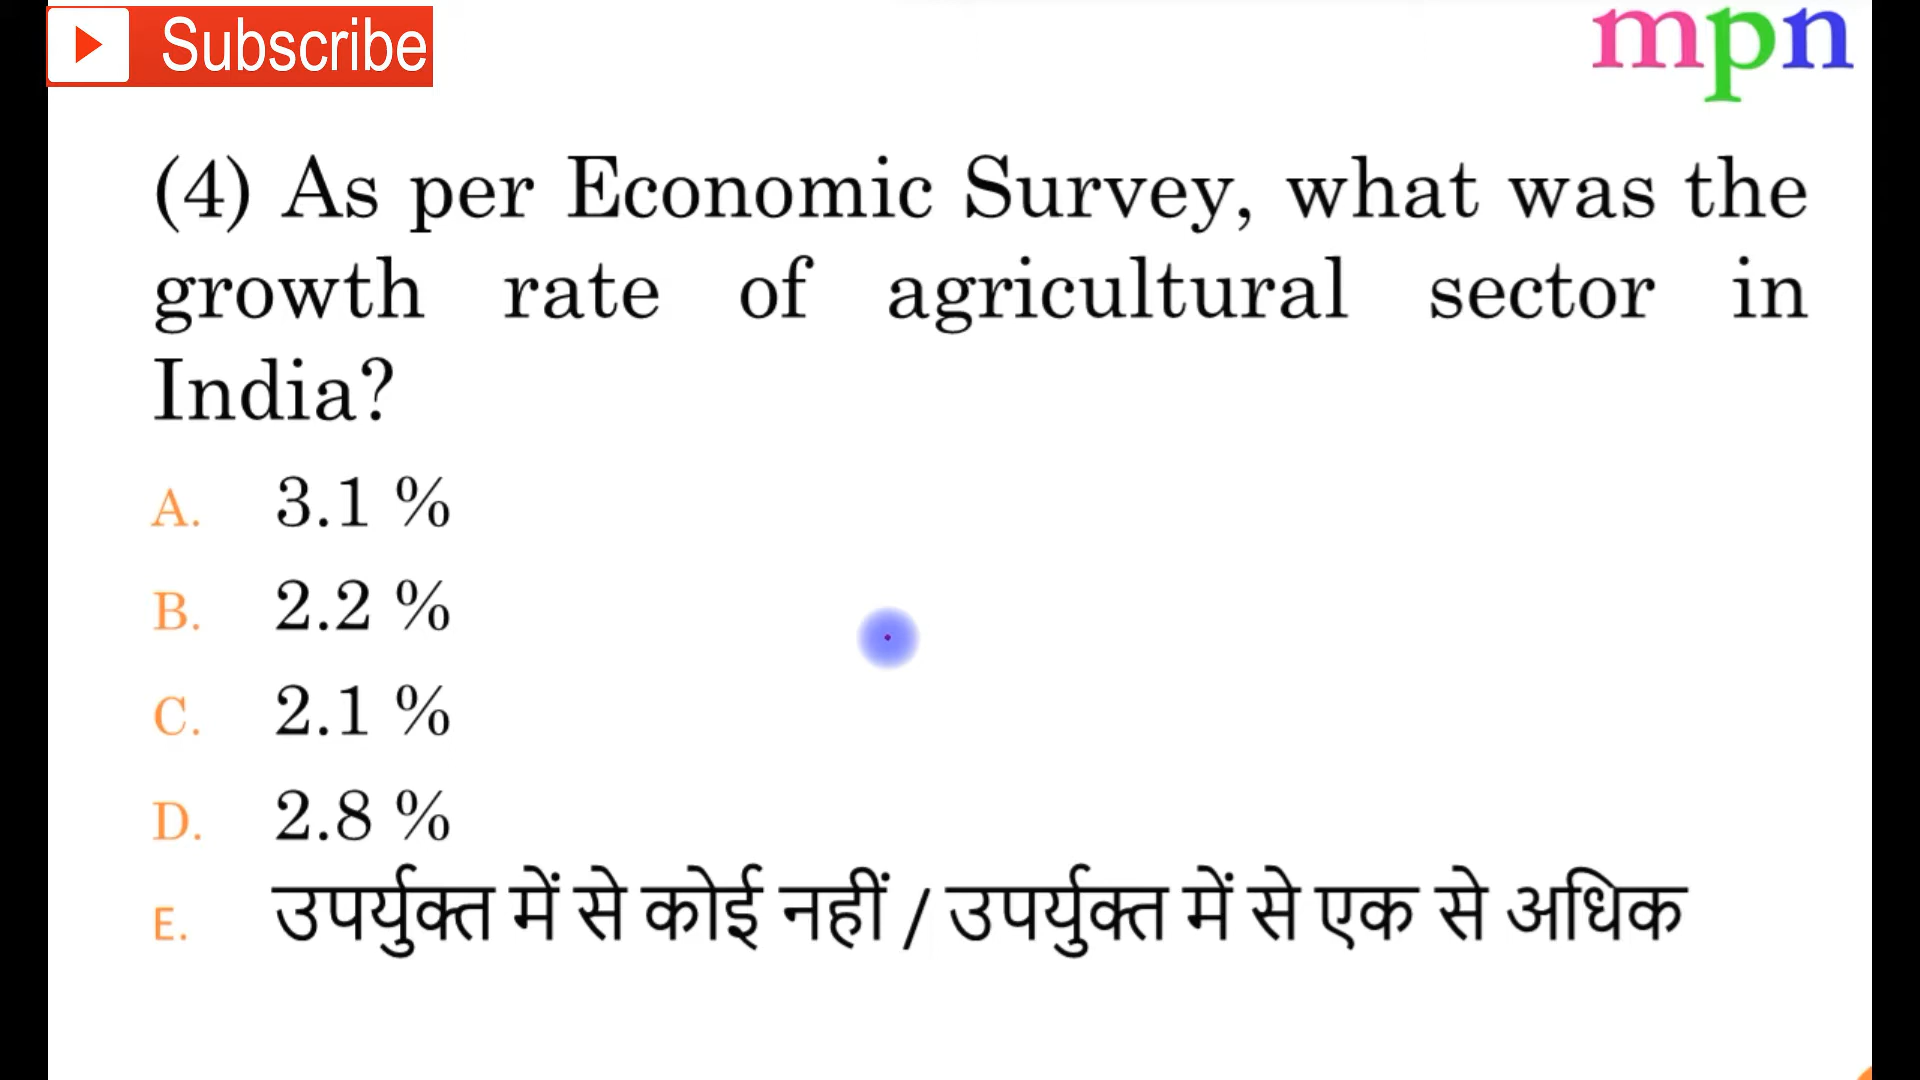 Subscribe
mpn
(4) As per Economic Survey, what was the
growth rate of agricultural sector in
India?
A. 3.1 %
B. 2.2 %
C. 2.1 %
D. 2.8 %
E. उपर्युक्त में से कोई नहीं / उपर्युक्त में से एक से अधिक